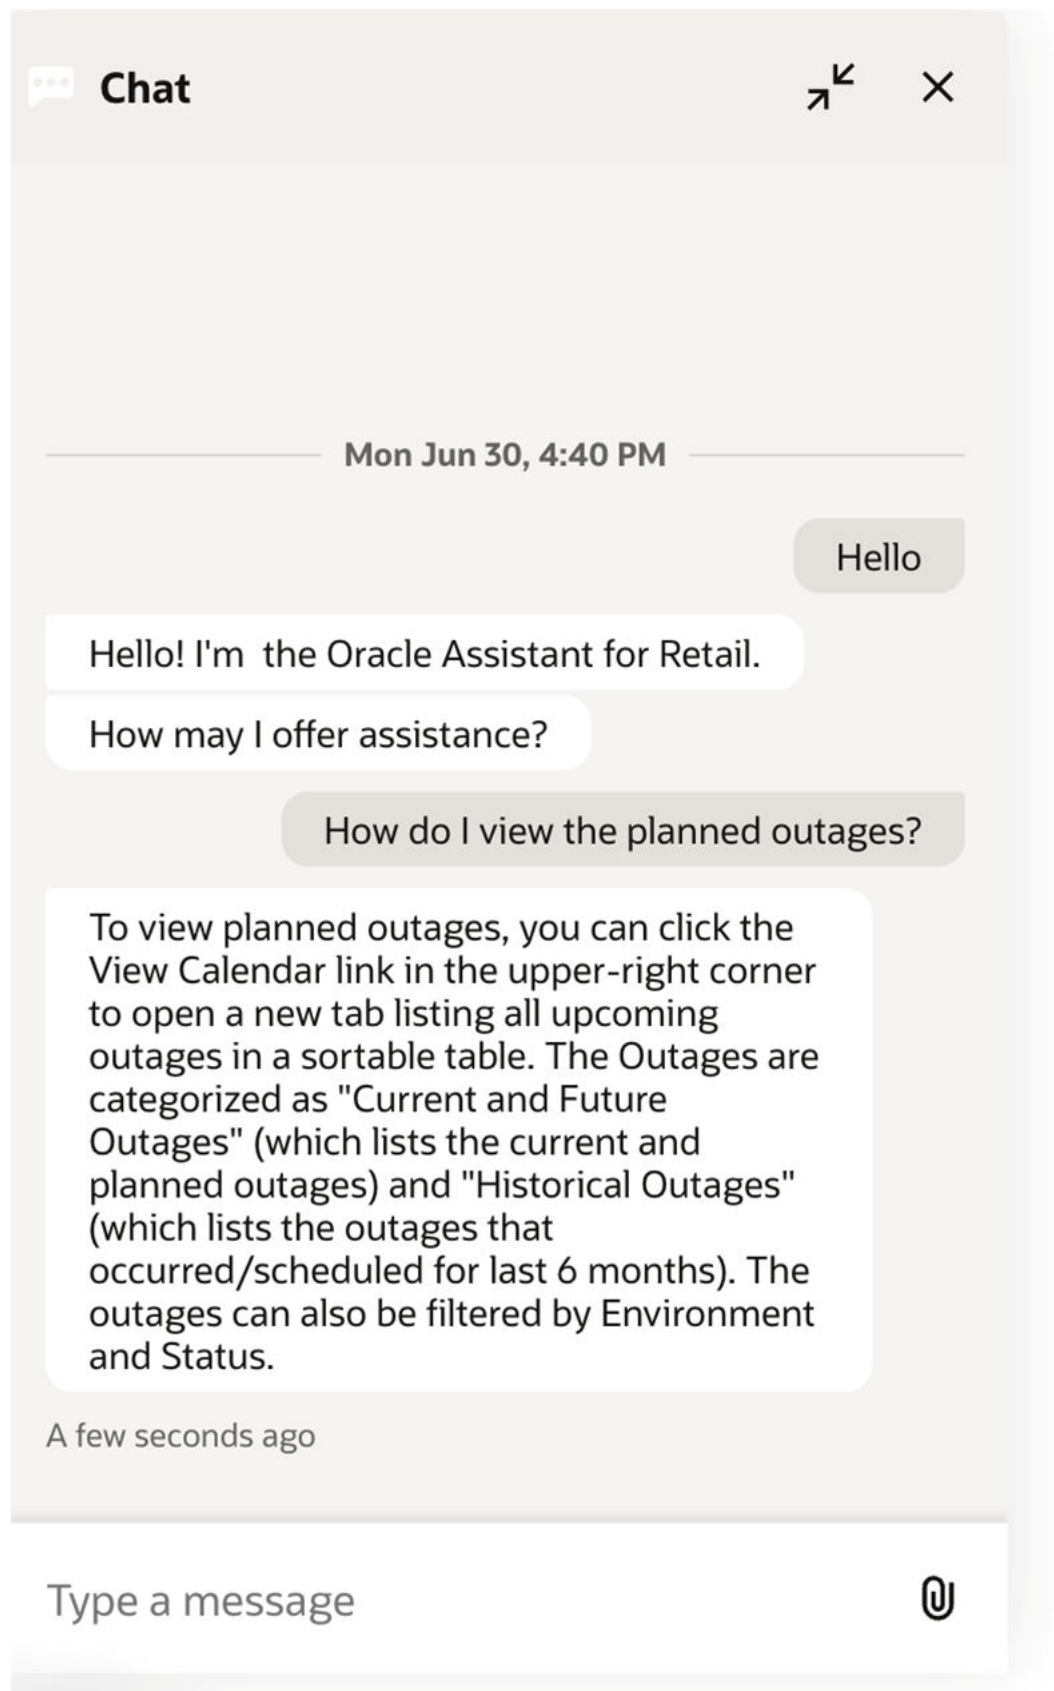 Chat
Mon Jun 30, 4:40 PM
Hello
Hello! I'm  the Oracle Assistant for Retail.
How may I offer assistance?
How do I view the planned outages?
To view planned outages, you can click the
View Calendar link in the upper-right corner
to open a new tab listing all upcoming
outages in a sortable table. The Outages are
categorized as "Current and Future
Outages" (which lists the current and
planned outages) and "Historical Outages"
(which lists the outages that
occurred/scheduled for last 6 months). The
outages can also be filtered by Environment
and Status.
A few seconds ago
Type a message